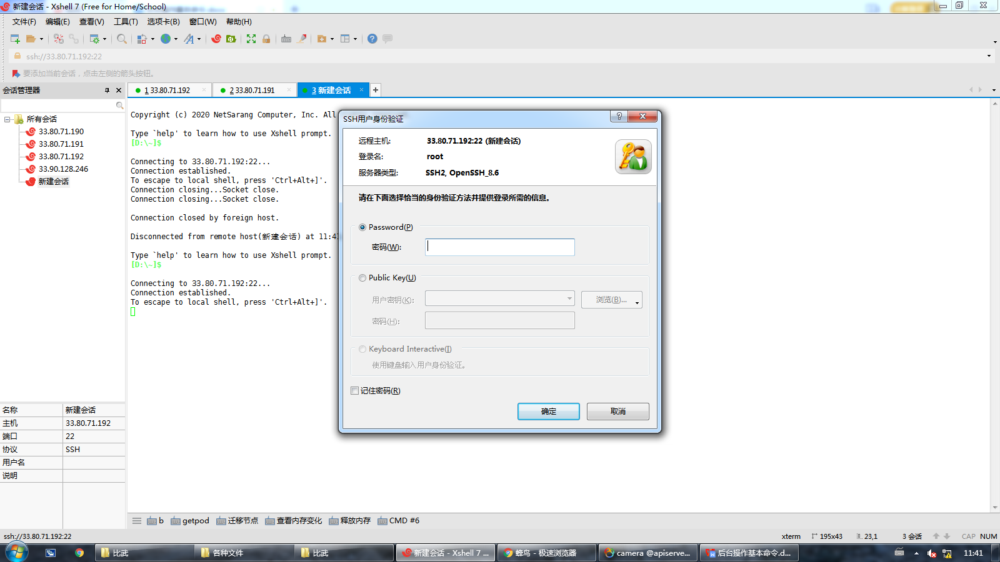 新建会话 - Xshell 7 (Free for Home/School)
文件(F) 编辑(E) 查看(V) 工具(T) 选项卡(B) 窗口(W) 帮助(H)
ssh://33.80.71.192:22
要添加当前会话，点击左侧的箭头按钮。
会话管理器
1 33.80.71.192
2 33.80.71.191
3 新建会话
所有会话
33.80.71.190
33.80.71.191
33.80.71.192
33.90.128.246
新建会话
名称 新建会话
主机 33.80.71.192
端口 22
协议 SSH
用户名
说明
Copyright (c) 2020 NetSarang Computer, Inc. All
Type `help' to learn how to use Xshell prompt.
[D:\~]$
Connecting to 33.80.71.192:22...
Connection established.
To escape to local shell, press 'Ctrl+Alt+]'.
Connection closing...Socket close.
Connection closing...Socket close.
Connection closed by foreign host.
Disconnected from remote host(新建会话) at 11:41
Type `help' to learn how to use Xshell prompt.
[D:\~]$
Connecting to 33.80.71.192:22...
Connection established.
To escape to local shell, press 'Ctrl+Alt+]'.
SSH用户身份验证
远程主机: 33.80.71.192:22 (新建会话)
登录名: root
服务器类型: SSH2, OpenSSH_8.6
请在下面选择恰当的身份验证方法并提供登录所需的信息。
Password(P)
密码(W):
Public Key(U)
用户密钥(K):
浏览(B)...
密码(H):
Keyboard Interactive(I)
使用键盘输入用户身份验证。
记住密码(R)
确定
取消
b getpod 迁移节点 查看内存变化 释放内存 CMD #6
ssh://33.80.71.192:22
xterm 195x43 23,1 3 会话 CAP NUM
比武 各种文件 比武 新建会话 - Xshell 7 ... 蜂鸟 - 极速浏览器 camera @apiserve... 后台操作基本命令.d... 11:41